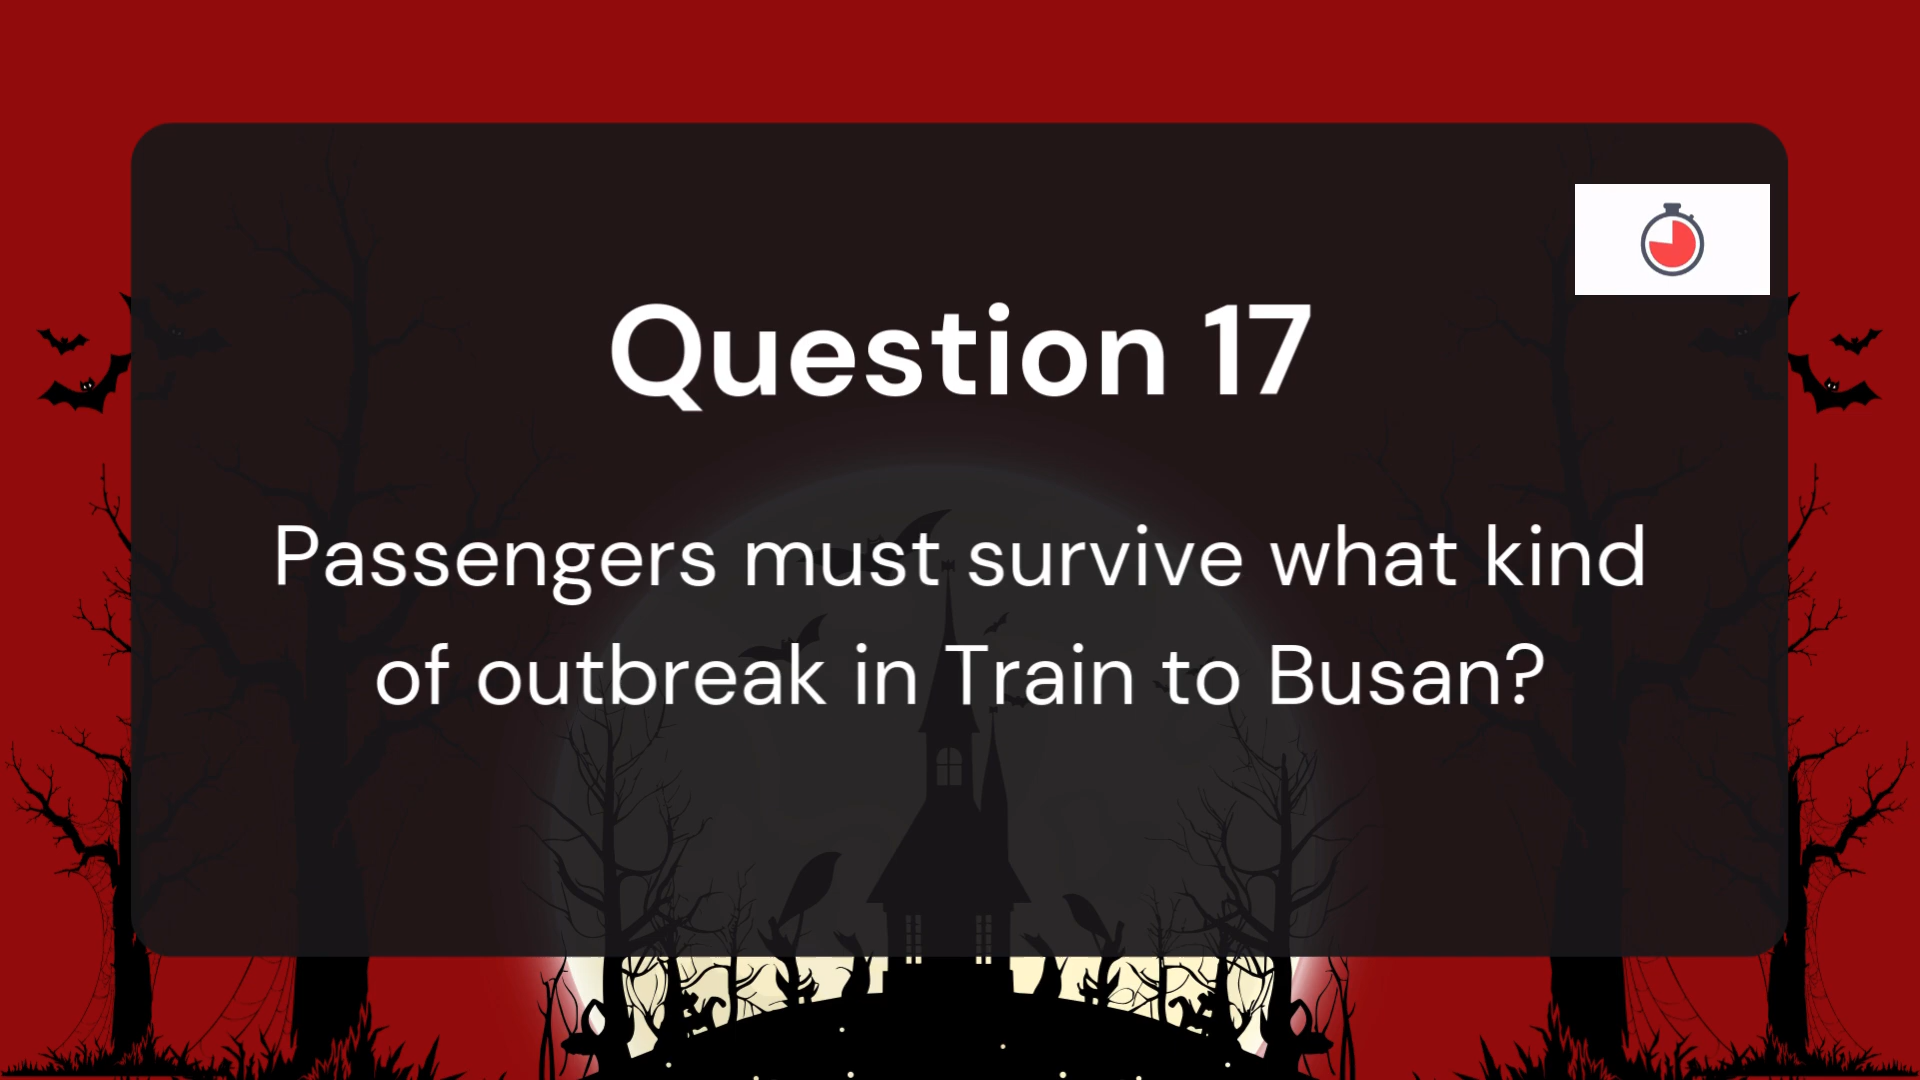 Question 17
Passengers must survive what kind
of outbreak in Train to Busan?